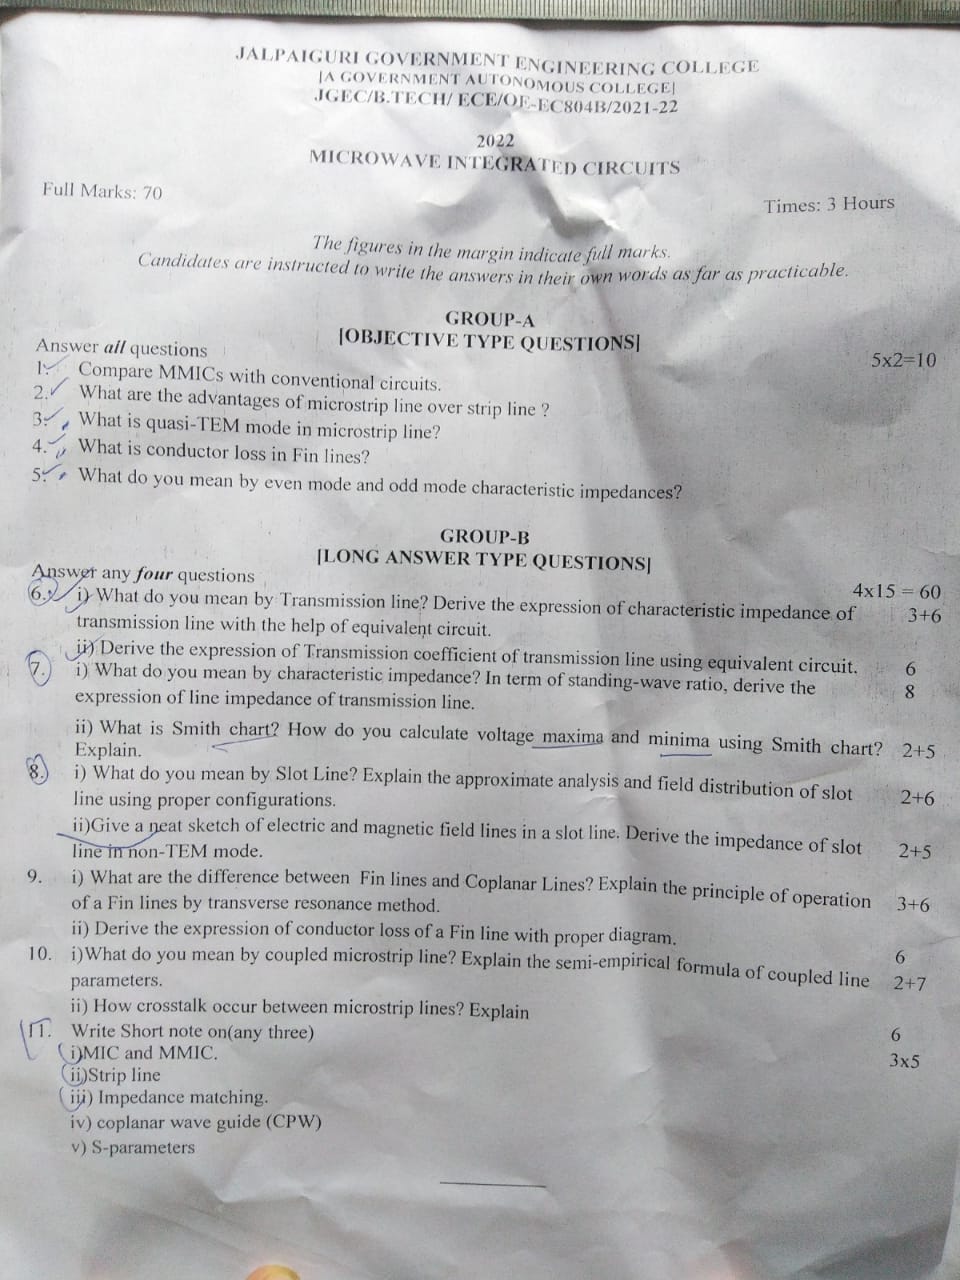 JALPAIGURI GOVERNMENT ENGINEERING COLLEGE
[A GOVERNMENT AUTONOMOUS COLLEGE]
JGEC/B.TECH/ ECE/OE-EC804B/2021-22
2022
MICROWAVE INTEGRATED CIRCUITS
Full Marks: 70
Times: 3 Hours
The figures in the margin indicate full marks.
Candidates are instructed to write the answers in their own words as far as practicable.
GROUP-A
[OBJECTIVE TYPE QUESTIONS]
Answer all questions
5x2=10
1. Compare MMICs with conventional circuits.
2. What are the advantages of microstrip line over strip line ?
3. What is quasi-TEM mode in microstrip line?
4. What is conductor loss in Fin lines?
5. What do you mean by even mode and odd mode characteristic impedances?
GROUP-B
[LONG ANSWER TYPE QUESTIONS]
Answer any four questions
4x15 = 60
6. i) What do you mean by Transmission line? Derive the expression of characteristic impedance of 3+6
transmission line with the help of equivalent circuit.
ii) Derive the expression of Transmission coefficient of transmission line using equivalent circuit. 6
7. i) What do you mean by characteristic impedance? In term of standing-wave ratio, derive the 8
expression of line impedance of transmission line.
ii) What is Smith chart? How do you calculate voltage maxima and minima using Smith chart? 2+5
Explain.
8. i) What do you mean by Slot Line? Explain the approximate analysis and field distribution of slot 2+6
line using proper configurations.
ii)Give a neat sketch of electric and magnetic field lines in a slot line. Derive the impedance of slot 2+5
line in non-TEM mode.
9. i) What are the difference between Fin lines and Coplanar Lines? Explain the principle of operation 3+6
of a Fin lines by transverse resonance method.
ii) Derive the expression of conductor loss of a Fin line with proper diagram. 6
10. i)What do you mean by coupled microstrip line? Explain the semi-empirical formula of coupled line 2+7
parameters.
ii) How crosstalk occur between microstrip lines? Explain 6
11. Write Short note on(any three) 3x5
i)MIC and MMIC.
ii)Strip line
iii) Impedance matching.
iv) coplanar wave guide (CPW)
v) S-parameters